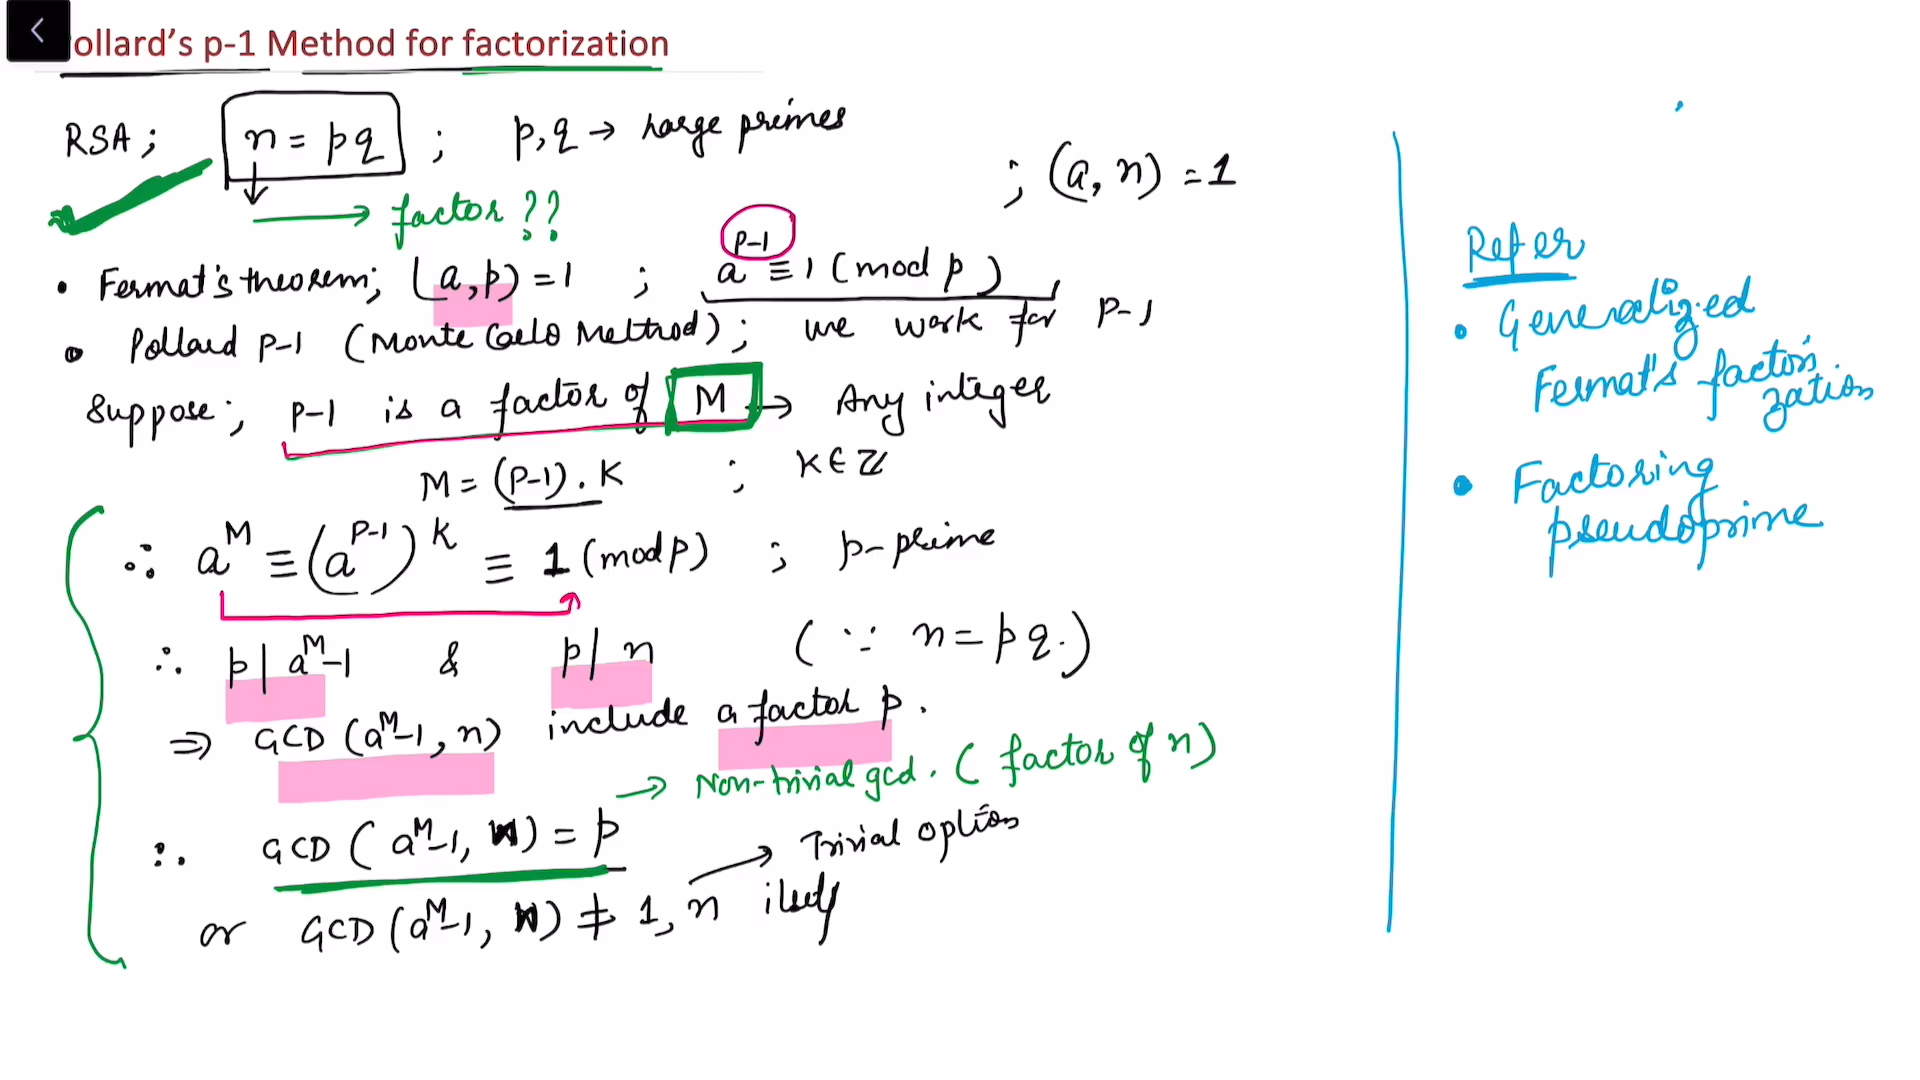 ollard's p-1 Method for factorization
RSA ; n = pq ; p,q → Large primes
; (a, n) = 1
→ factor ??
• Fermat's theorem; (a,p) = 1 ; a^{p-1} ≡ 1 (mod p)
• Pollard p-1 (Monte Carlo Method) ; we work for p-1
Suppose ; p-1 is a factor of M → Any integer
M = (p-1) . K ; K ∈ ℤ
∴ a^M ≡ (a^{p-1})^K ≡ 1 (mod p) ; p-prime
∴ p | a^M-1 & p | n ( ∵ n = pq.)
⇒ GCD (a^M-1, n) include a factor p.
→ Non-trivial gcd. ( factor of n )
∴ GCD ( a^M-1, n) = p
→ Trivial option
or GCD (a^M-1, n) ≠ 1, n
Refer
• Generalized
Fermat's factori
zation
• Factoring
pseudoprime